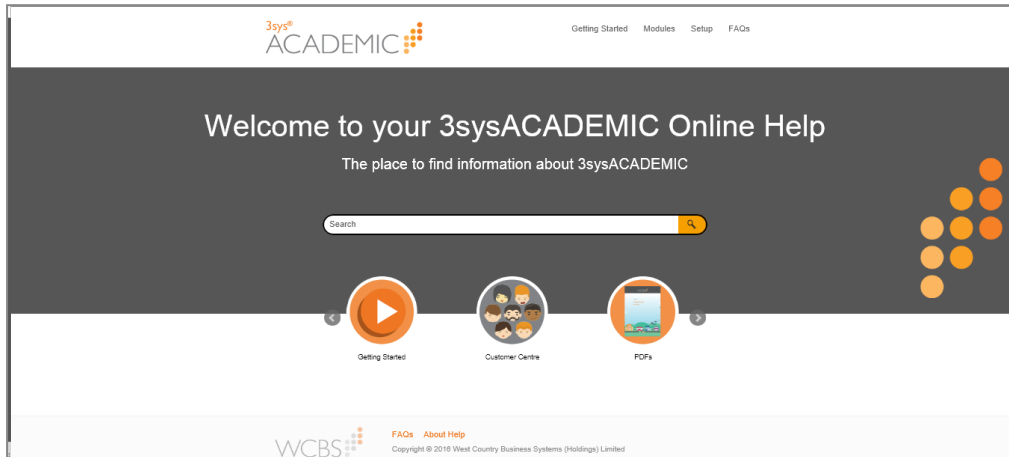 3sys®
ACADEMIC
Getting Started Modules Setup FAQs
Welcome to your 3sysACADEMIC Online Help
The place to find information about 3sysACADEMIC
Search
Getting Started Customer Centre PDFs
WCBS
FAQs About Help
Copyright © 2016 West Country Business Systems (Holdings) Limited